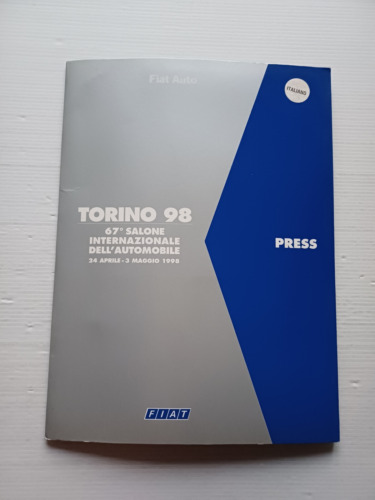 Fiat Auto
ITALIANO
TORINO 98
67° SALONE
INTERNAZIONALE
DELL'AUTOMOBILE
24 APRILE - 3 MAGGIO 1998
PRESS
FIAT